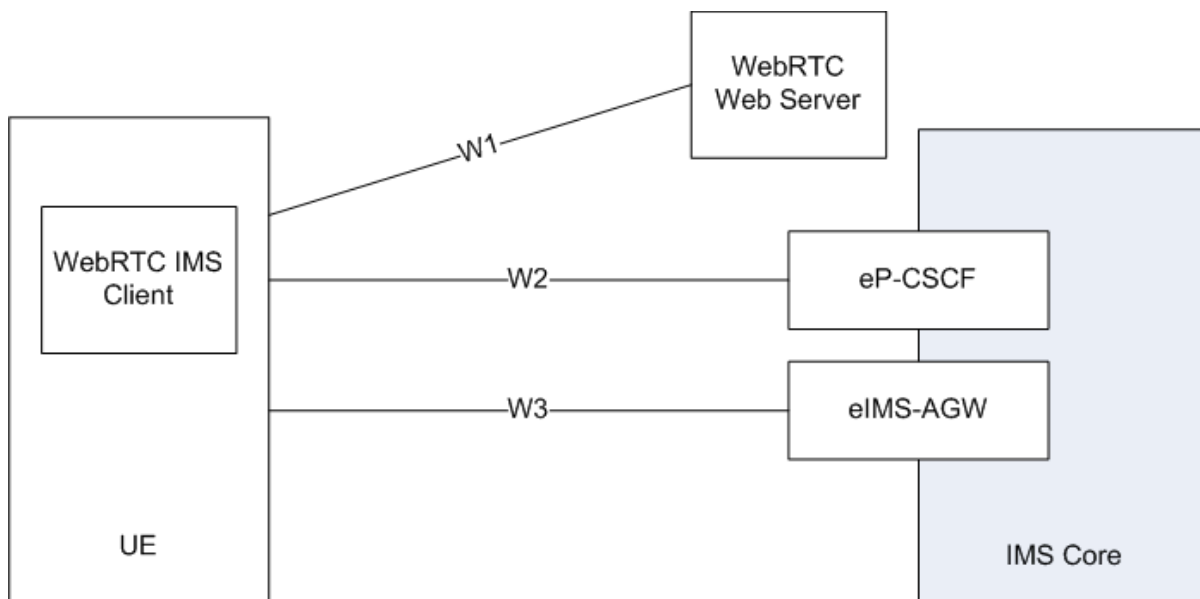 WebRTC
Web Server
W1
WebRTC IMS
Client
W2
eP-CSCF
W3
eIMS-AGW
UE
IMS Core